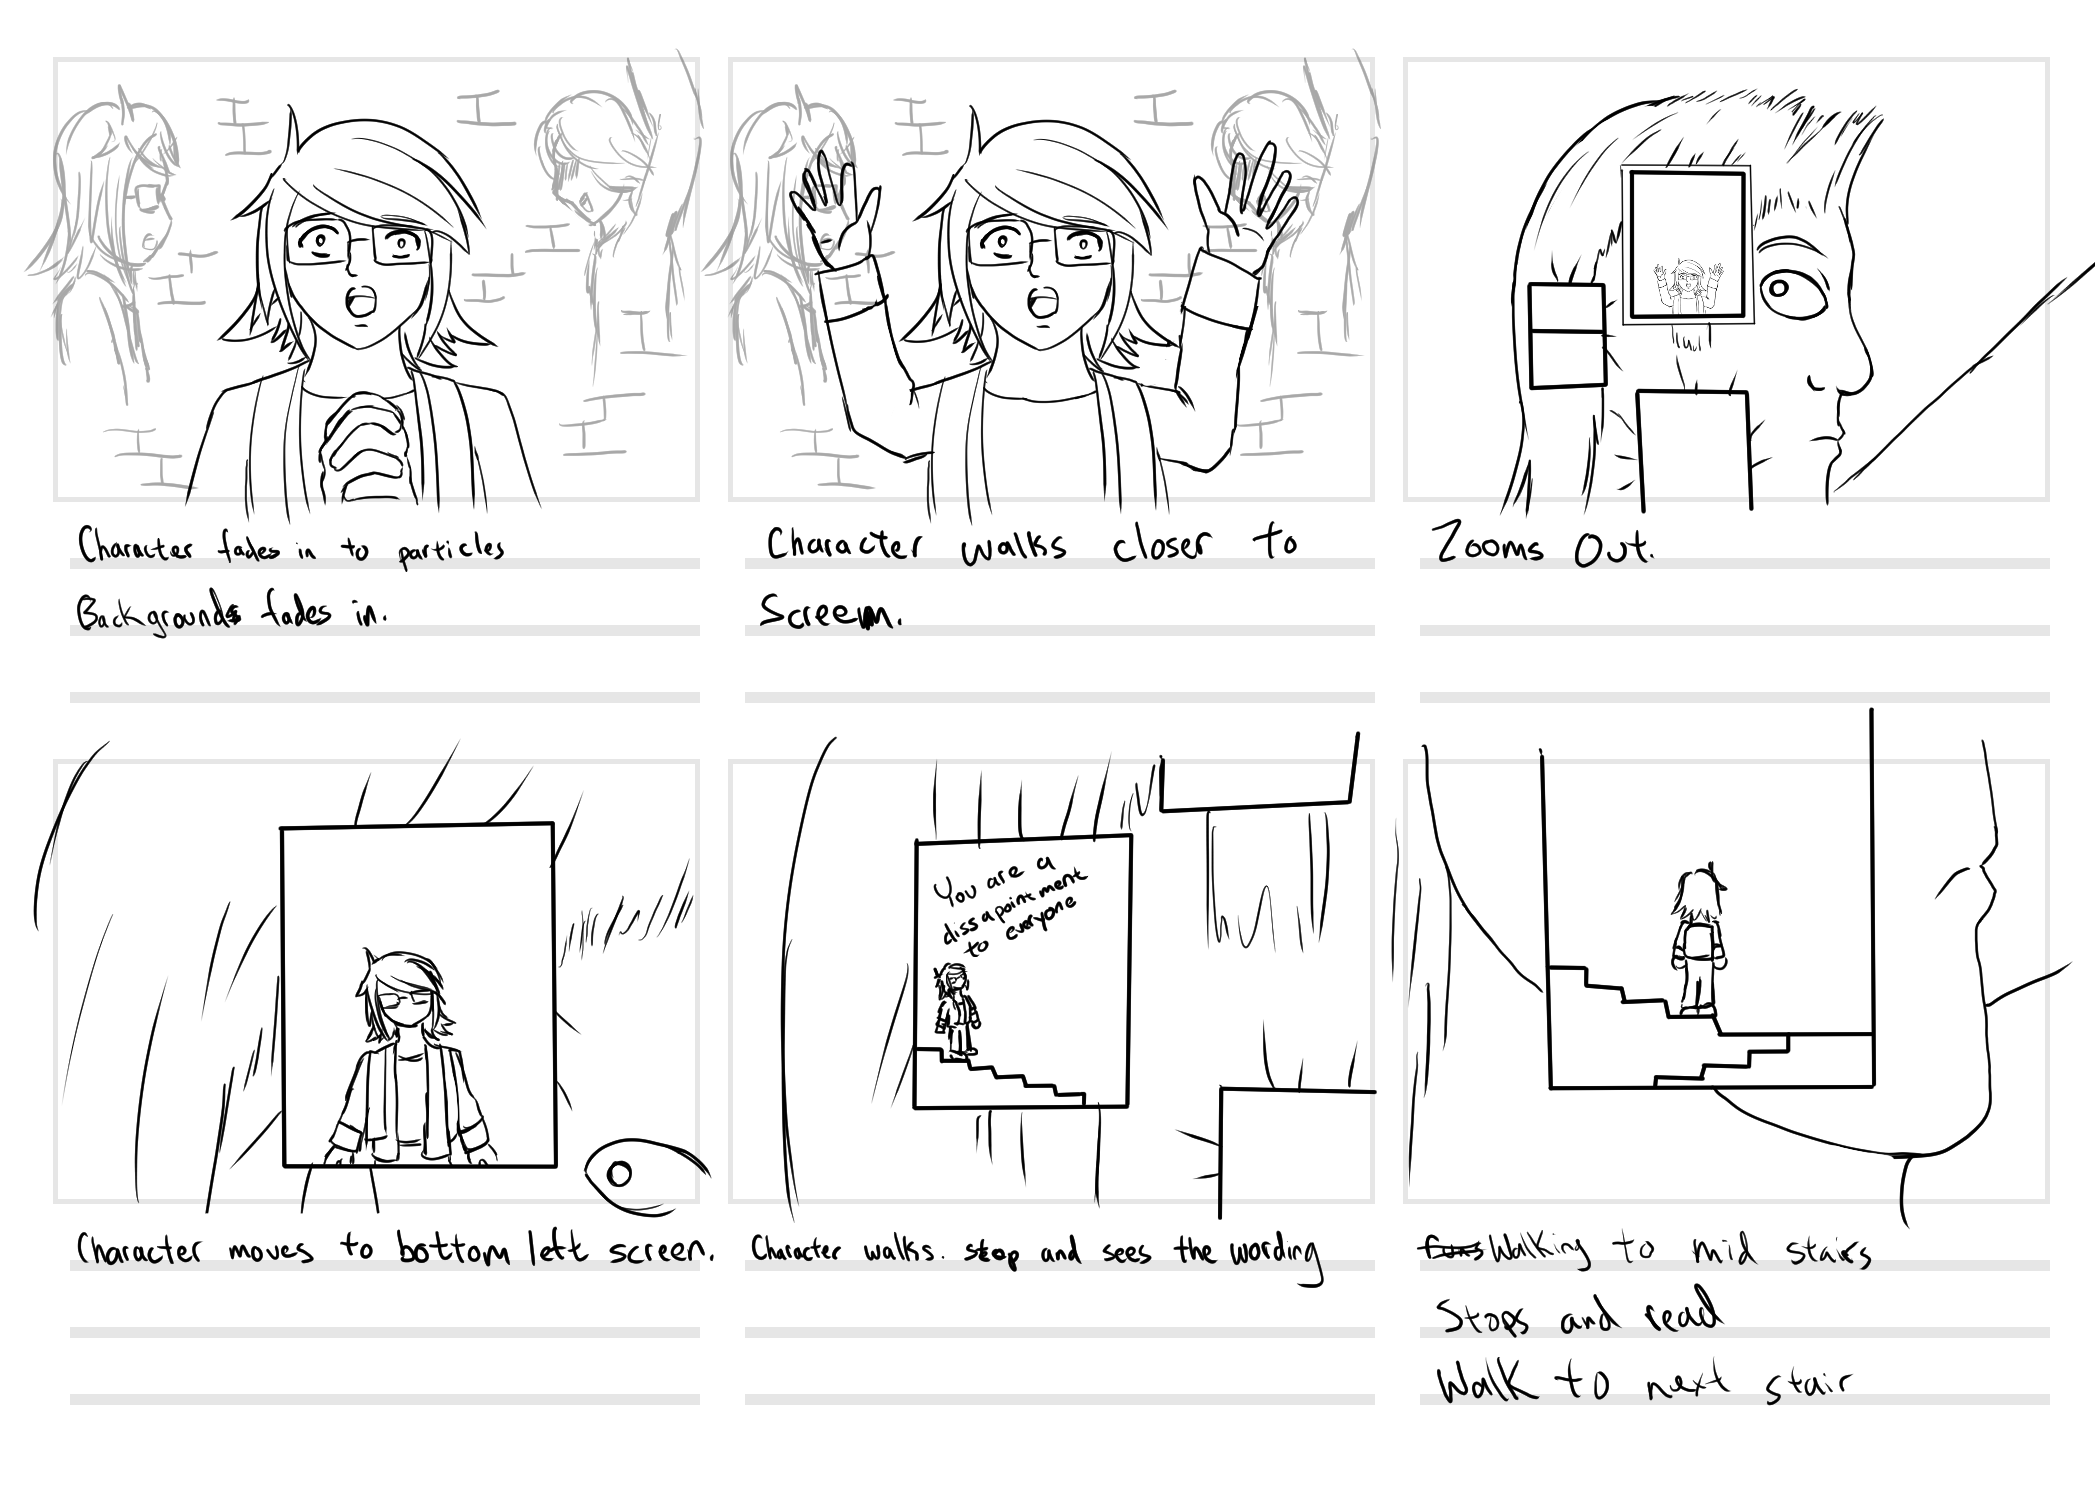 Character fades in to particles
Backgrounds fades in.
Character walks closer to
Screem.
Zooms Out.
You are a
dissapointment
to everyone
Character moves to bottom left screen.
Character walks. stop and sees the wording
Walking to mid stairs
Stops and read
Walk to next stair